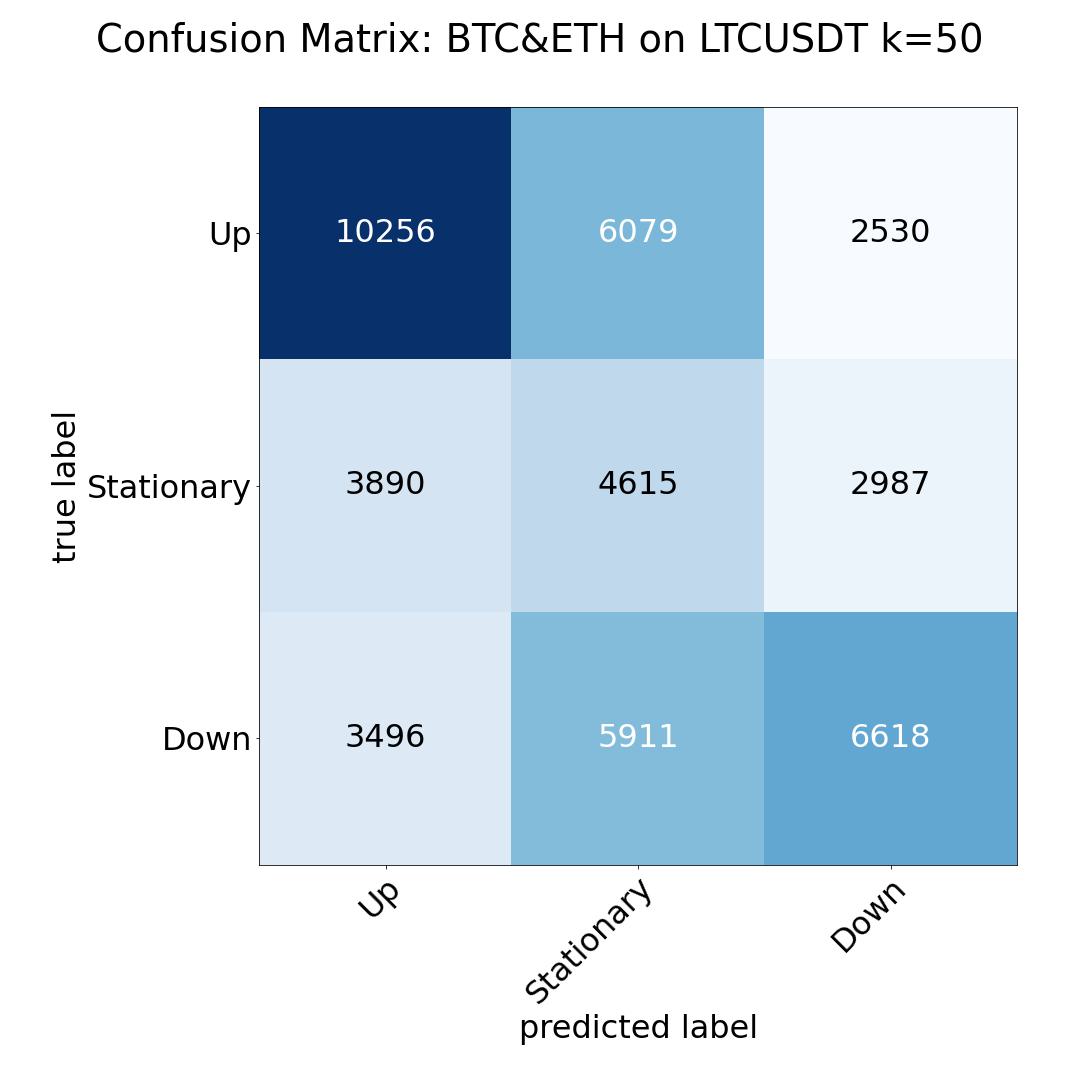 Confusion Matrix: BTC&ETH on LTCUSDT k=50
true label
Up
10256 6079 2530
Stationary
3890 4615 2987
Down
3496 5911 6618
Up Stationary Down
predicted label